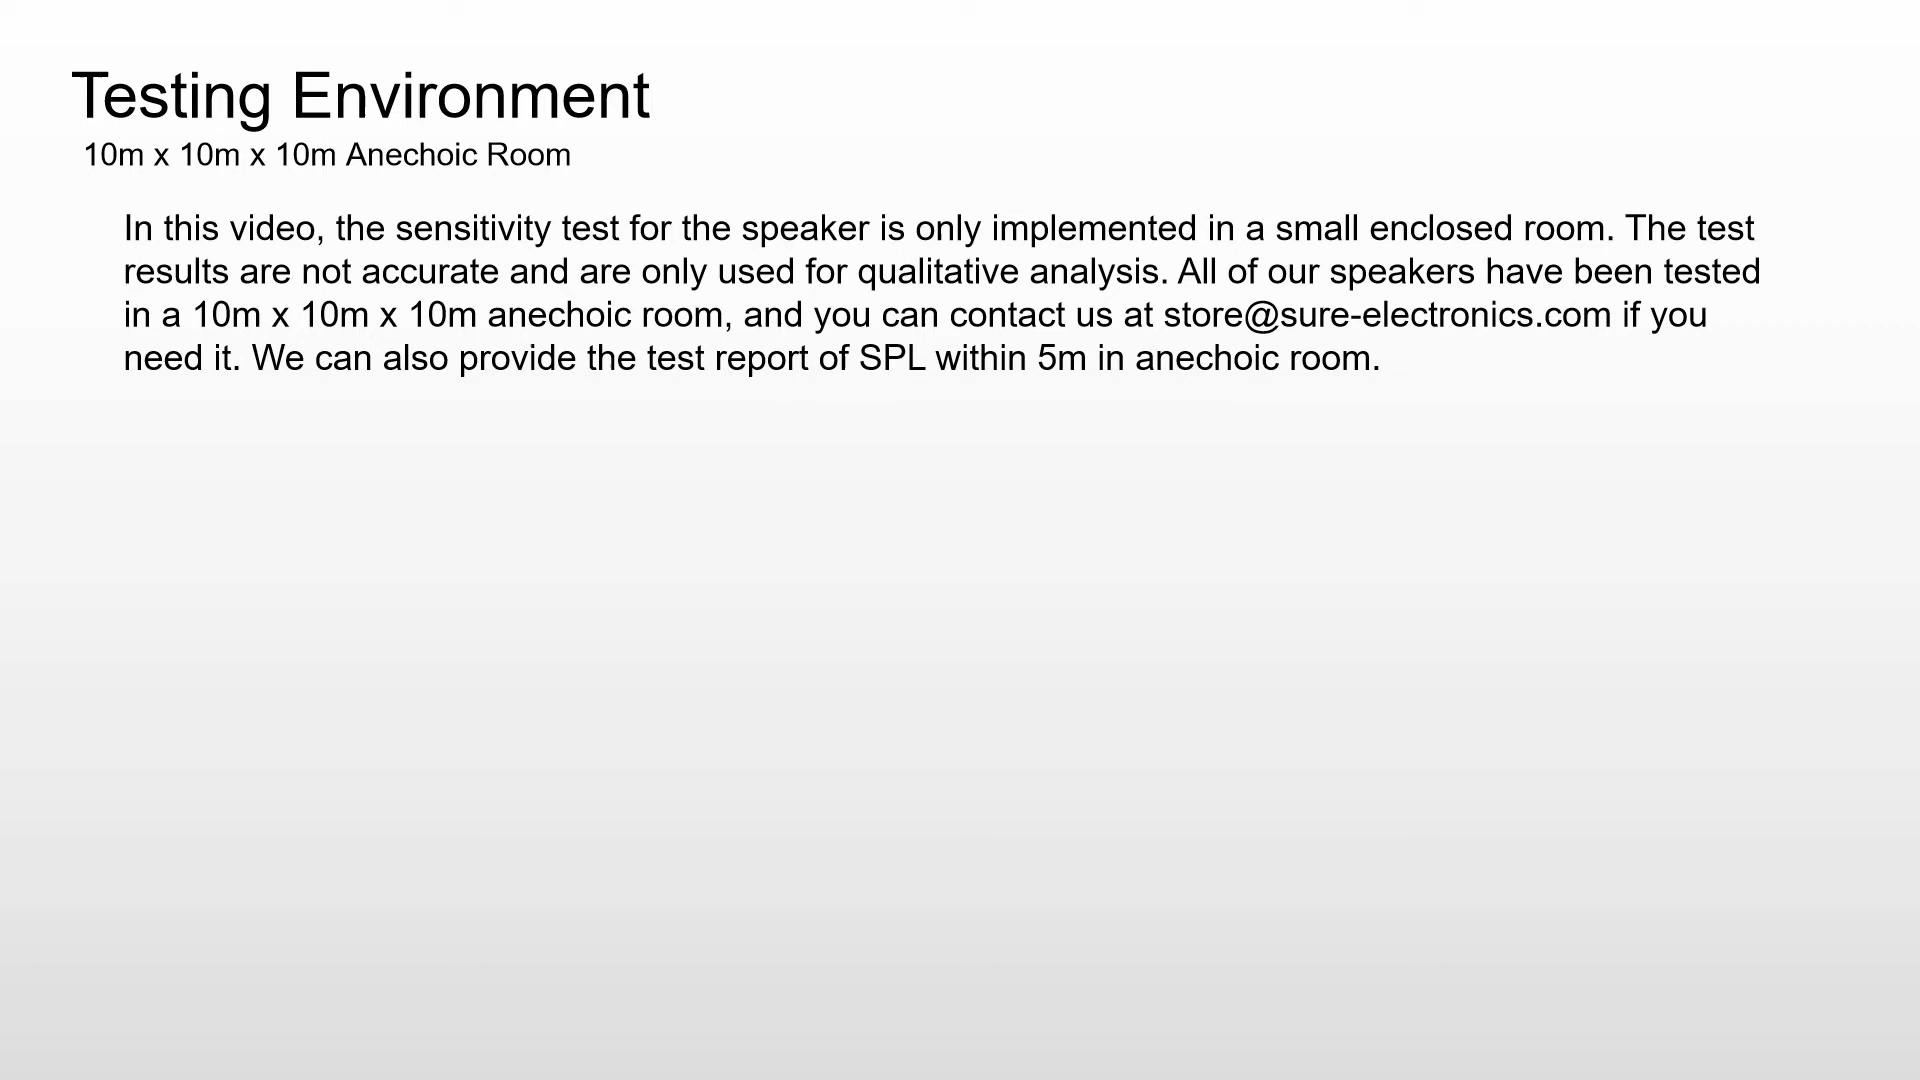 Testing Environment
10m x 10m x 10m Anechoic Room
In this video, the sensitivity test for the speaker is only implemented in a small enclosed room. The test
results are not accurate and are only used for qualitative analysis. All of our speakers have been tested
in a 10m x 10m x 10m anechoic room, and you can contact us at store@sure-electronics.com if you
need it. We can also provide the test report of SPL within 5m in anechoic room.